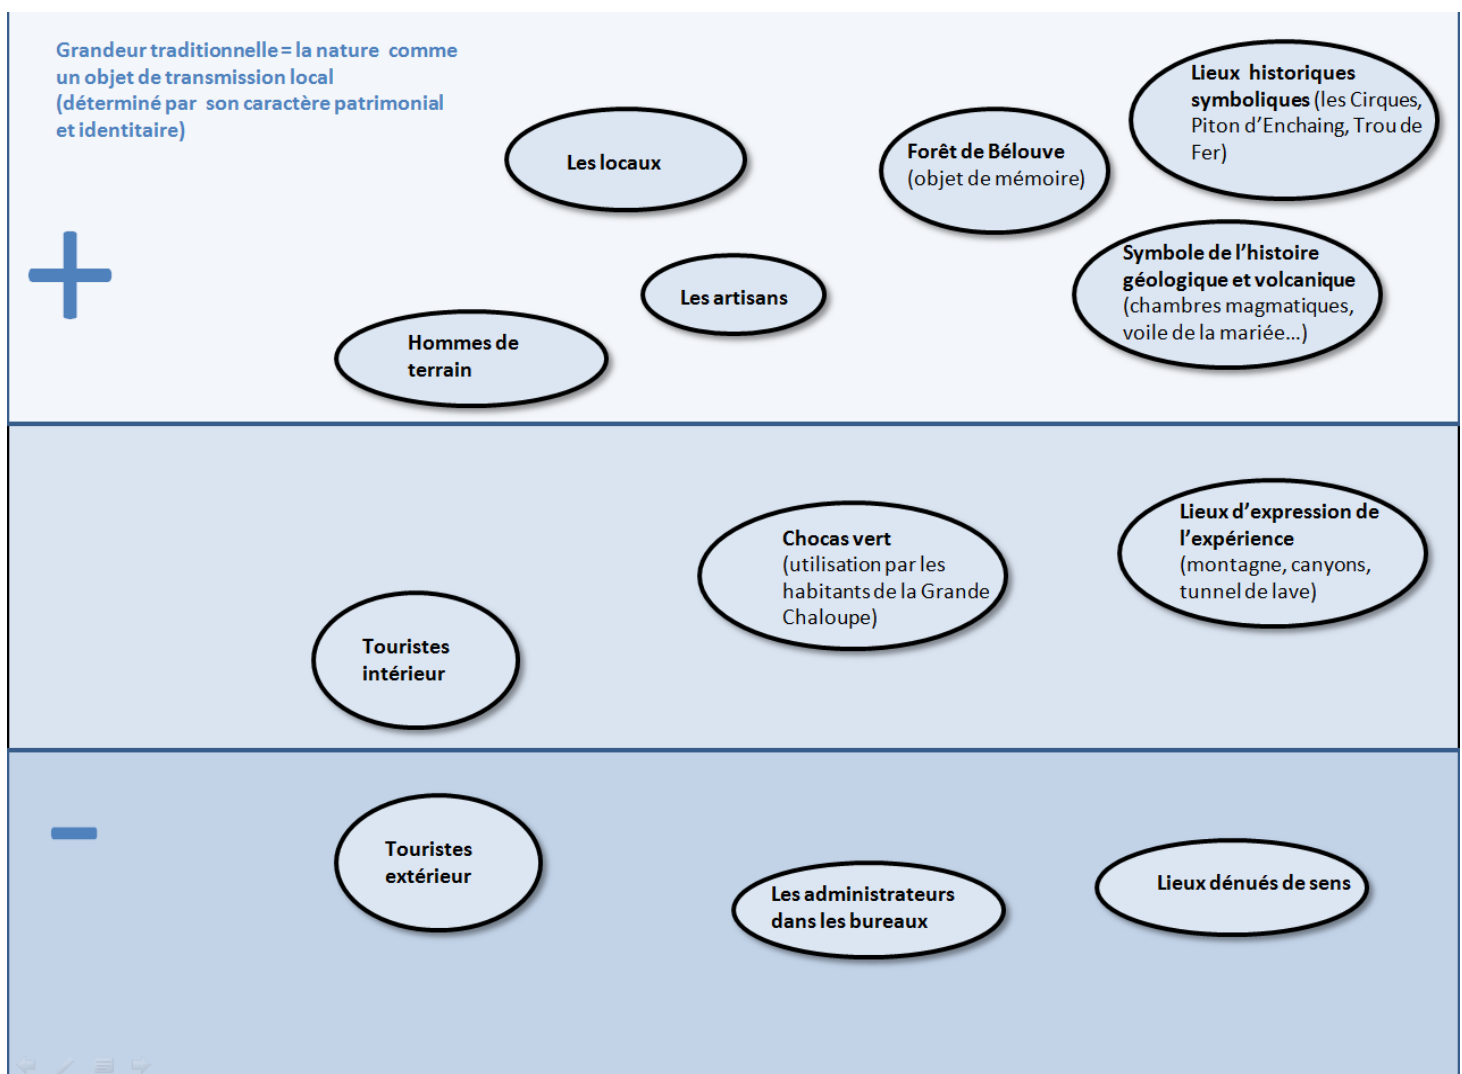 Grandeur traditionnelle = la nature comme
un objet de transmission local
(déterminé par son caractère patrimonial
et identitaire)
Les locaux
Forêt de Bélouve
(objet de mémoire)
Lieux historiques
symboliques (les Cirques,
Piton d’Enchaing, Trou de
Fer)
+
Les artisans
Symbole de l’histoire
géologique et volcanique
(chambres magmatiques,
voile de la mariée…)
Hommes de
terrain
Chocas vert
(utilisation par les
habitants de la Grande
Chaloupe)
Lieux d’expression de
l’expérience
(montagne, canyons,
tunnel de lave)
Touristes
intérieur
-
Touristes
extérieur
Les administrateurs
dans les bureaux
Lieux dénués de sens